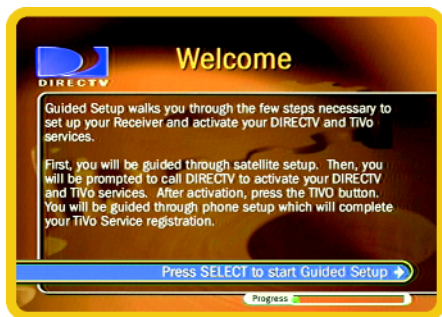 Welcome
DIRECTV
Guided Setup walks you through the few steps necessary to
set up your Receiver and activate your DIRECTV and TiVo
services.
First, you will be guided through satellite setup. Then, you
will be prompted to call DIRECTV to activate your DIRECTV
and TiVo services. After activation, press the TIVO button.
You will be guided through phone setup which will complete
your TiVo Service registration.
Press SELECT to start Guided Setup
Progress